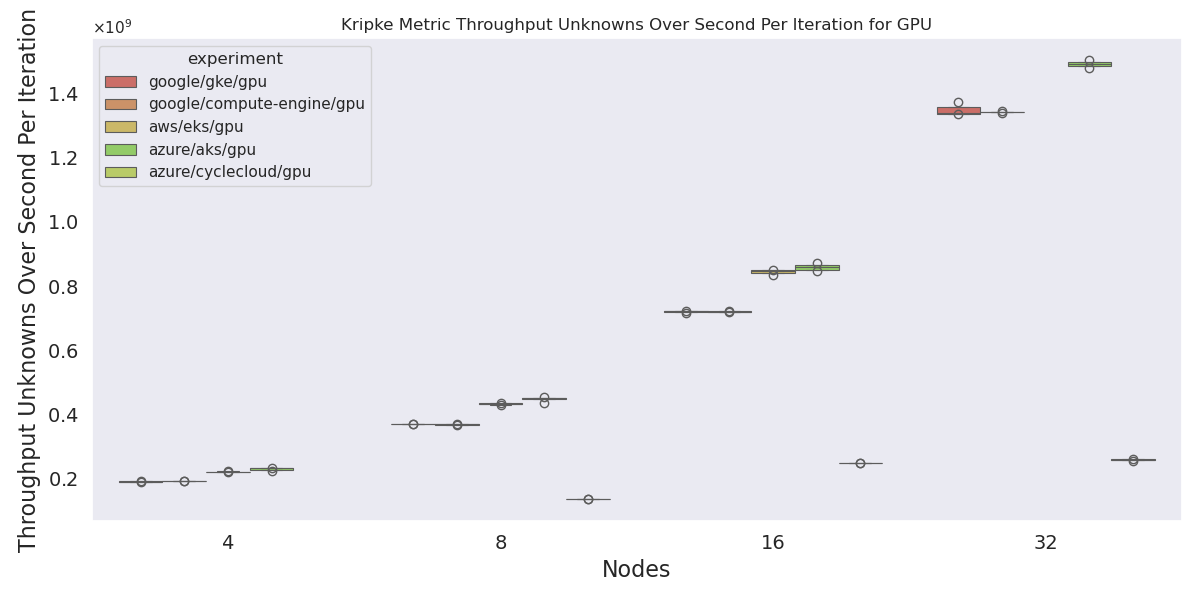 Kripke Metric Throughput Unknowns Over Second Per Iteration for GPU
×10⁹
Throughput Unknowns Over Second Per Iteration
experiment
google/gke/gpu
google/compute-engine/gpu
aws/eks/gpu
azure/aks/gpu
azure/cyclecloud/gpu
1.4
1.2
1.0
0.8
0.6
0.4
0.2
4 8 16 32
Nodes